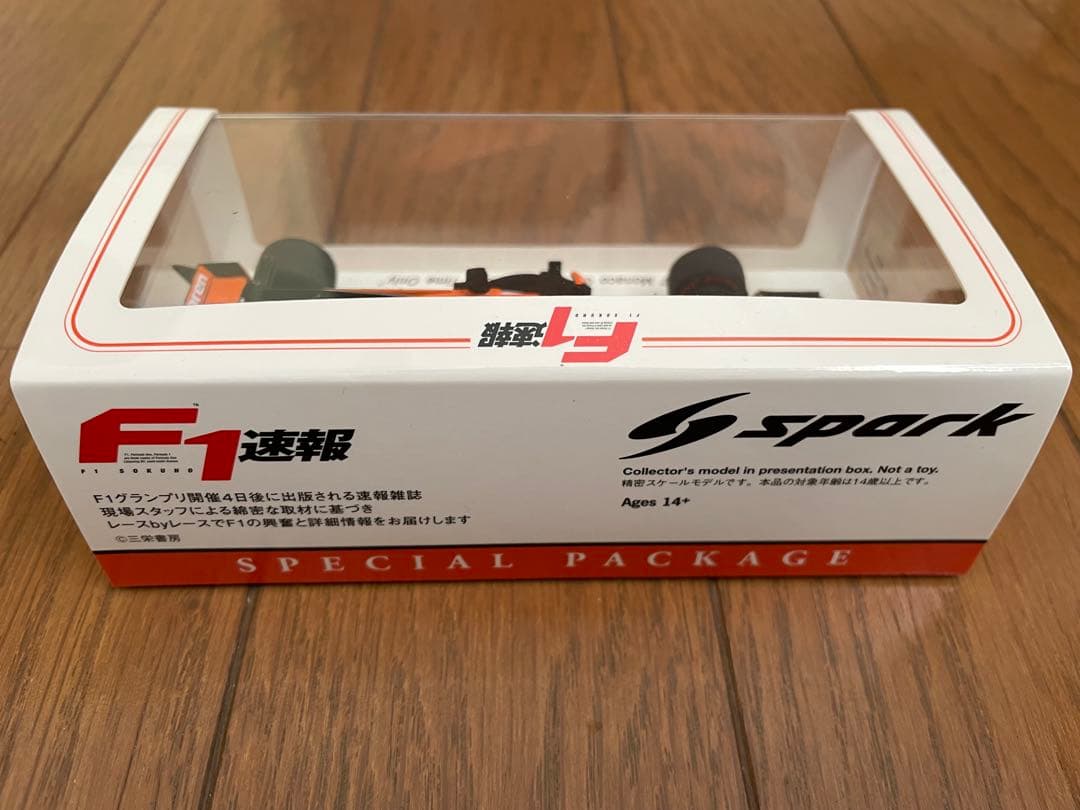 ren
Monaco
Time Only"
F1速報
F1 SOKUHO
F1速報
F1 SOKUHO
F1グランプリ開催4日後に出版される速報雑誌
現場スタッフによる綿密な取材に基づき
レースbyレースでF1の興奮と詳細情報をお届けします
©三栄書房
spark
Collector's model in presentation box. Not a toy.
精密スケールモデルです。本品の対象年齢は14歳以上です。
Ages 14+
SPECIAL PACKAGE